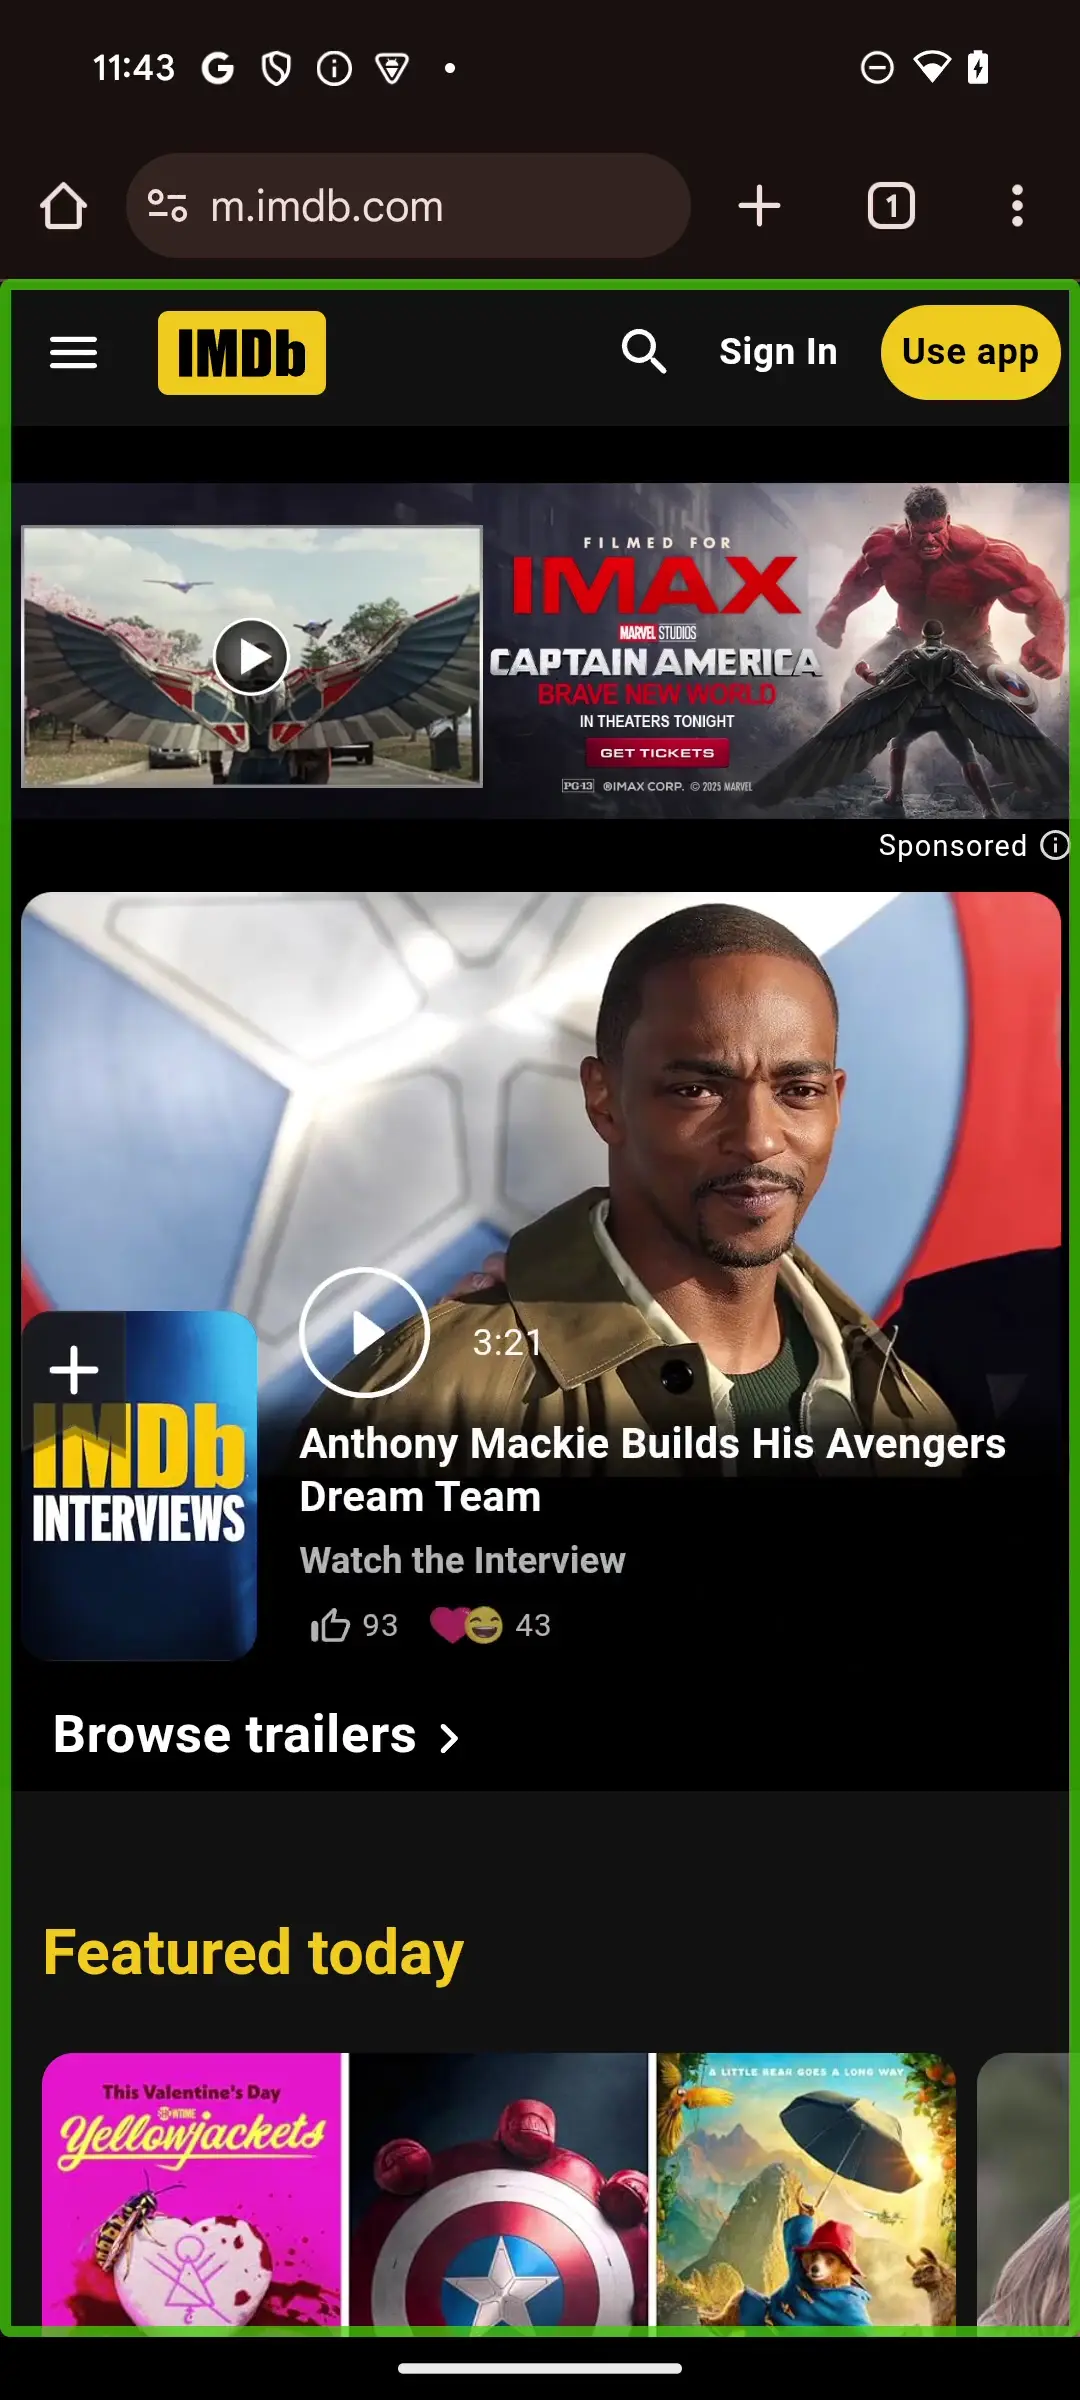 11:43
m.imdb.com
1
IMDb
Sign In
Use app
FILMED FOR
IMAX
MARVEL STUDIOS
CAPTAIN AMERICA
BRAVE NEW WORLD
IN THEATERS TONIGHT
GET TICKETS
PG-13 ®IMAX CORP. © 2025 MARVEL
Sponsored
3:21
IMDb
INTERVIEWS
Anthony Mackie Builds His Avengers
Dream Team
Watch the Interview
93
43
Browse trailers
Featured today
This Valentine's Day
SHOWTIME
Yellowjackets
A LITTLE BEAR GOES A LONG WAY